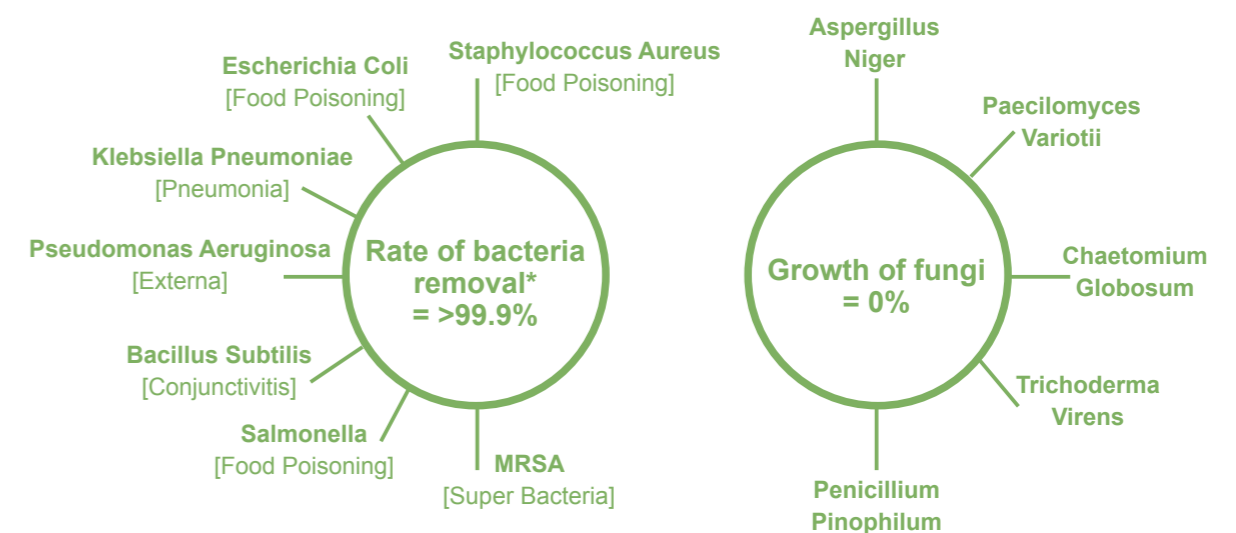 Staphylococcus Aureus
[Food Poisoning]
Escherichia Coli
[Food Poisoning]
Klebsiella Pneumoniae
[Pneumonia]
Pseudomonas Aeruginosa
[Externa]
Bacillus Subtilis
[Conjunctivitis]
Salmonella
[Food Poisoning]
MRSA
[Super Bacteria]
Rate of bacteria
removal*
= >99.9%
Aspergillus
Niger
Paecilomyces
Variotii
Chaetomium
Globosum
Trichoderma
Virens
Penicillium
Pinophilum
Growth of fungi
= 0%